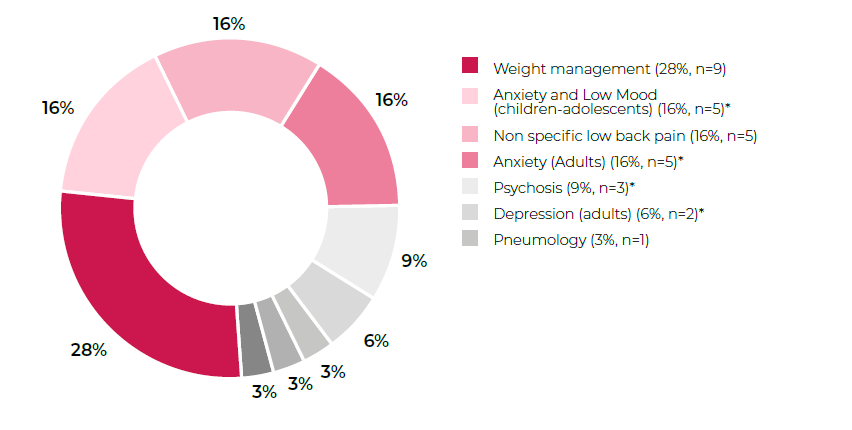 16%
16%
16%
9%
6%
3%
3%
3%
28%
Weight management (28%, n=9)
Anxiety and Low Mood
(children-adolescents) (16%, n=5)*
Non specific low back pain (16%, n=5)
Anxiety (Adults) (16%, n=5)*
Psychosis (9%, n=3)*
Depression (adults) (6%, n=2)*
Pneumology (3%, n=1)